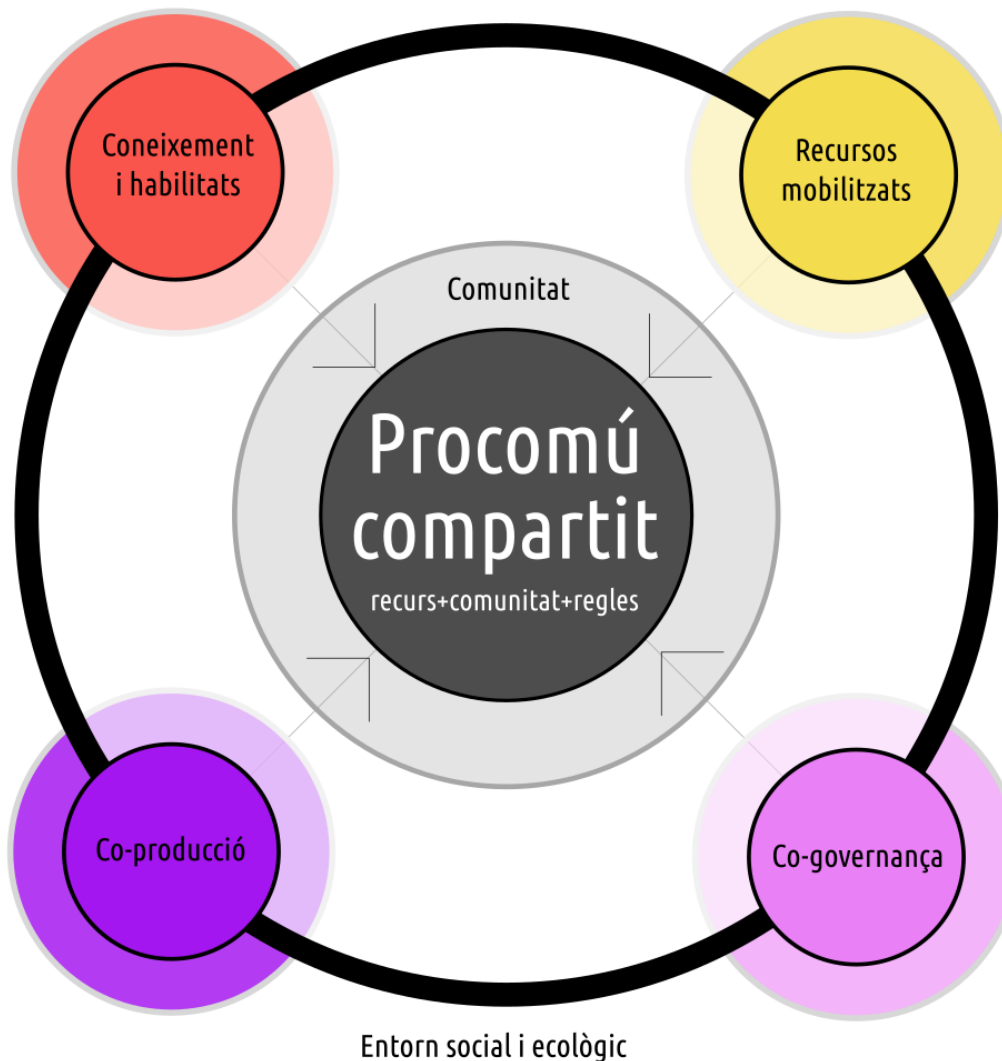 Coneixement
i habilitats
Recursos
mobilitzats
Comunitat
Procomú
compartit
recurs+comunitat+regles
Co-producció
Co-governança
Entorn social i ecològic